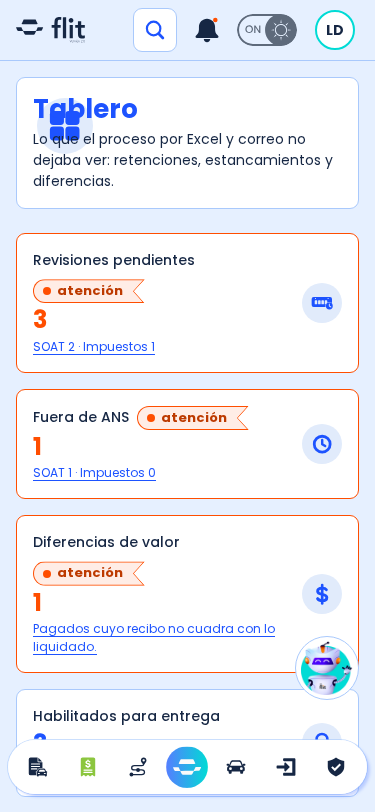 flit
ON
LD
Tablero
Lo que el proceso por Excel y correo no
dejaba ver: retenciones, estancamientos y
diferencias.
Revisiones pendientes
atención
3
SOAT 2 · Impuestos 1
Fuera de ANS atención
1
SOAT 1 · Impuestos 0
Diferencias de valor
atención
1
Pagados cuyo recibo no cuadra con lo
liquidado.
Habilitados para entrega